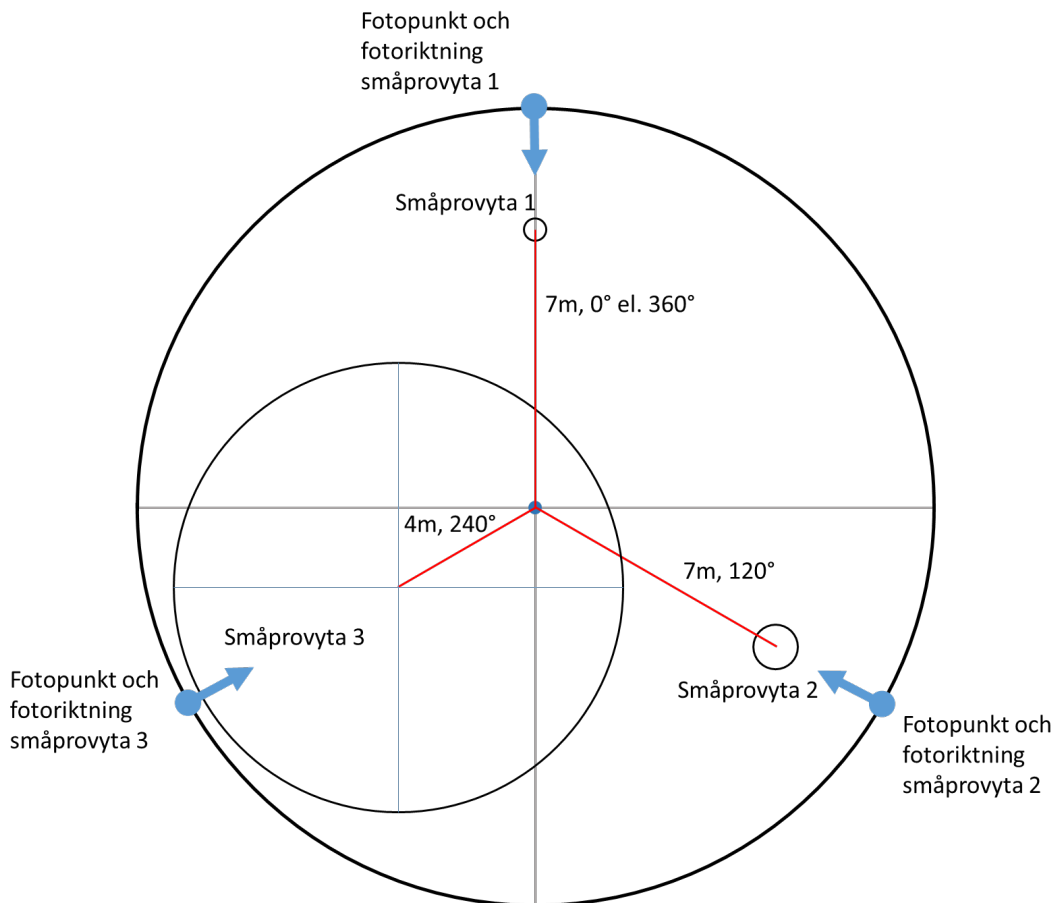 Fotopunkt och
fotoriktning
småprovyta 1
Småprovyta 1
7m, 0° el. 360°
4m, 240°
7m, 120°
Småprovyta 3
Småprovyta 2
Fotopunkt och
fotoriktning
småprovyta 3
Fotopunkt och
fotoriktning
småprovyta 2